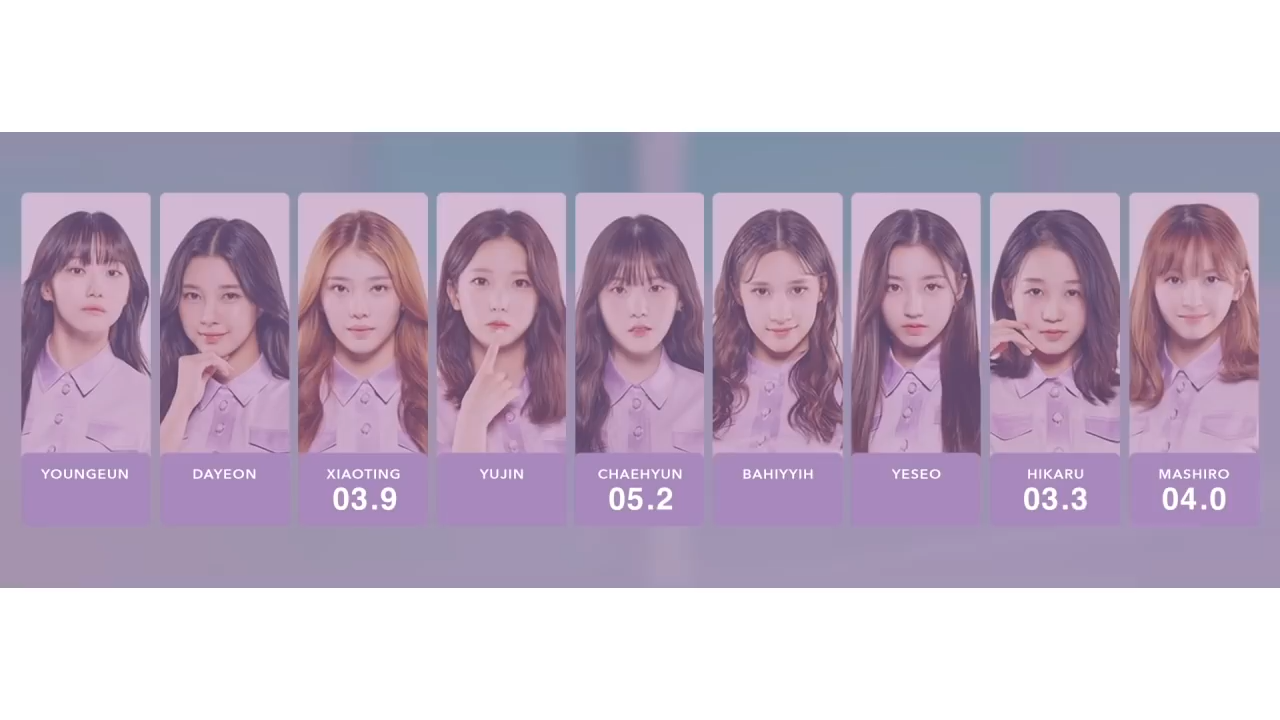 YOUNGEUN
DAYEON
XIAOTING
03.9
YUJIN
CHAEHYUN
05.2
BAHIYYIH
YESEO
HIKARU
03.3
MASHIRO
04.0